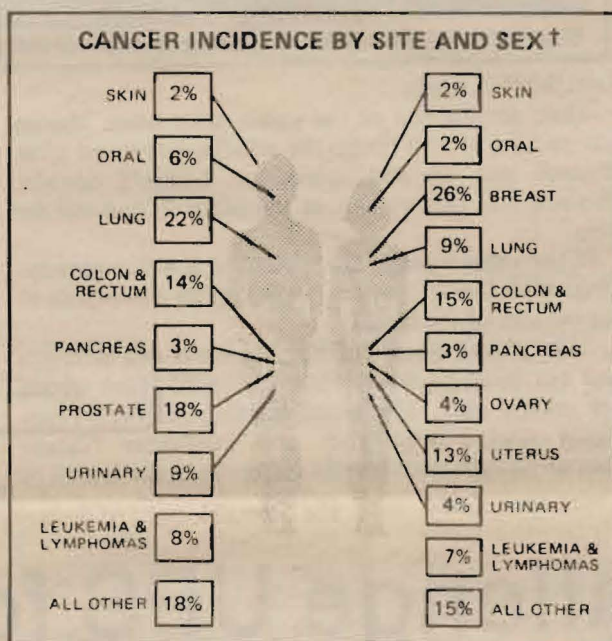 CANCER INCIDENCE BY SITE AND SEX†
SKIN 2%
ORAL 6%
LUNG 22%
COLON &
RECTUM 14%
PANCREAS 3%
PROSTATE 18%
URINARY 9%
LEUKEMIA &
LYMPHOMAS 8%
ALL OTHER 18%
2% SKIN
2% ORAL
26% BREAST
9% LUNG
15% COLON &
RECTUM
3% PANCREAS
4% OVARY
13% UTERUS
4% URINARY
7% LEUKEMIA &
LYMPHOMAS
15% ALL OTHER